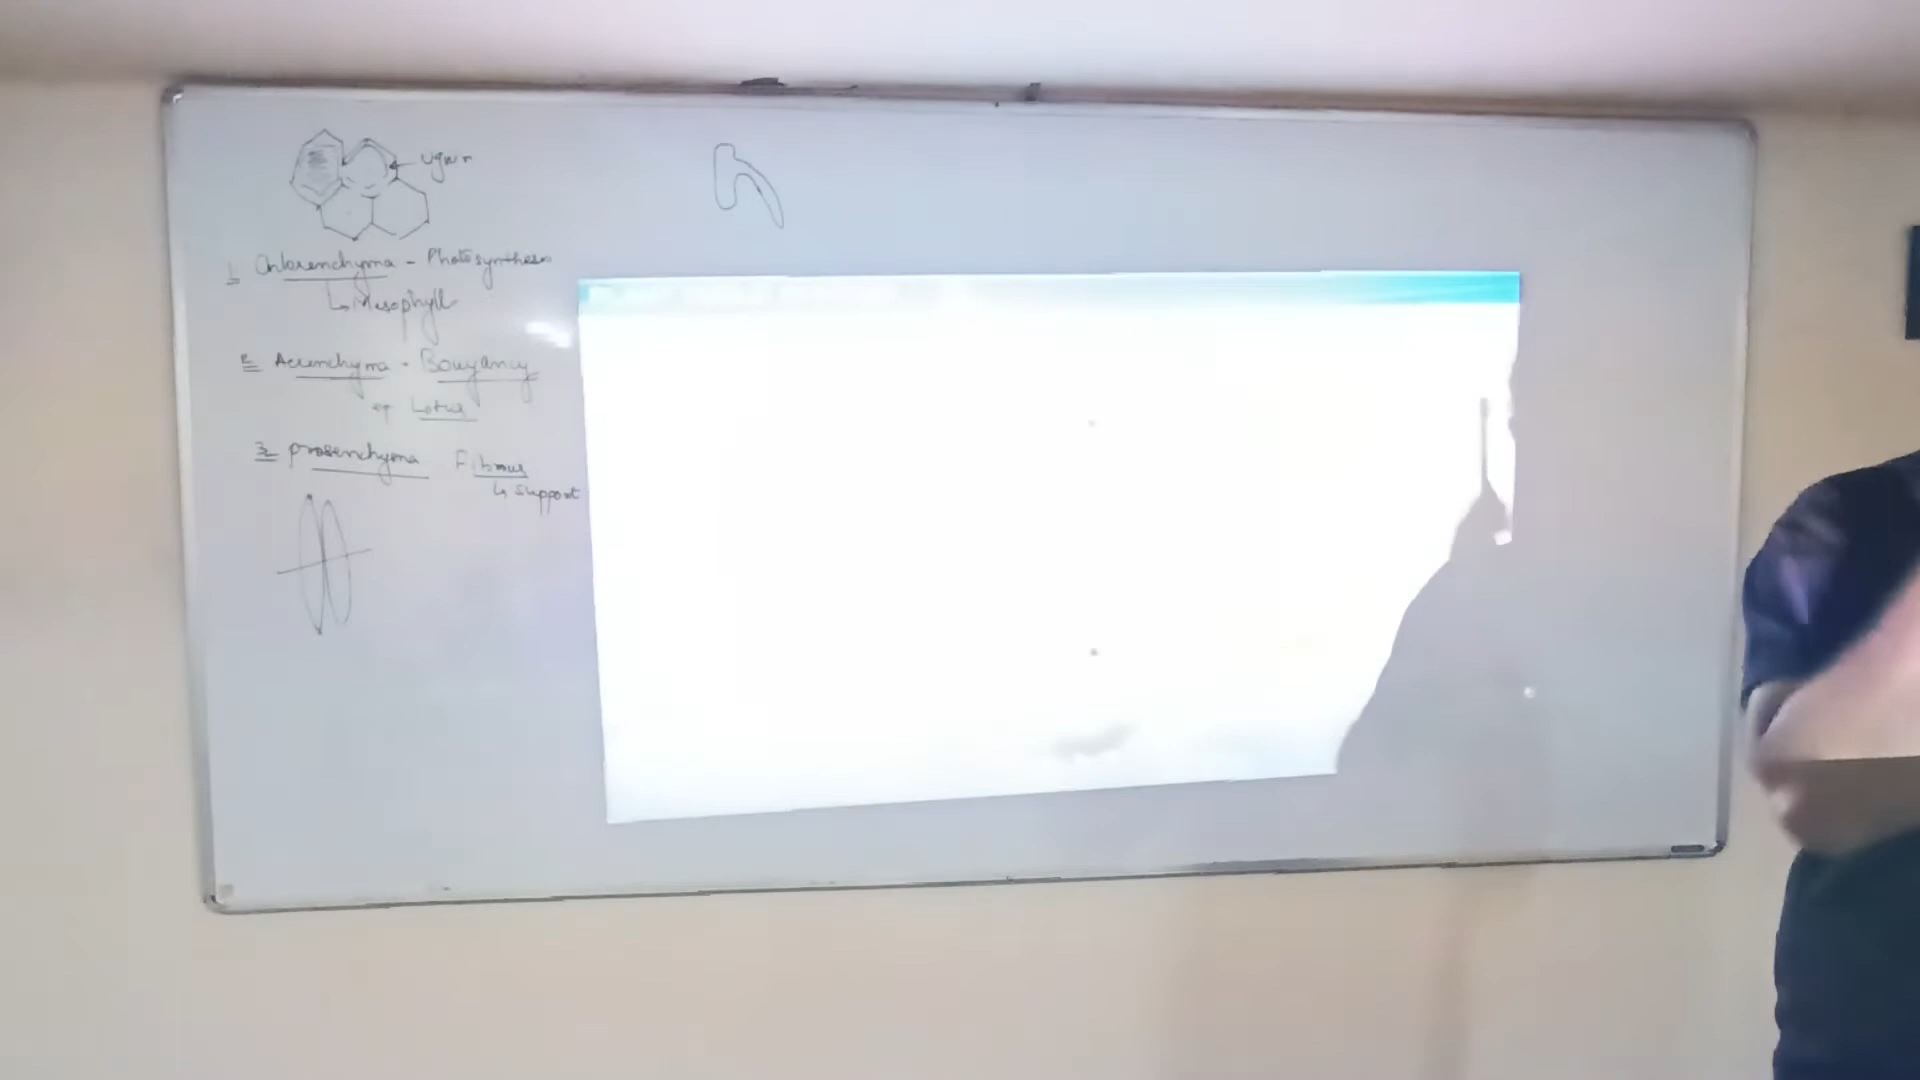 1 Chlorenchyma - Photosynthesis
↳ Mesophyll
2 Aerenchyma - Bouyancy
eg Lotus
3 prosenchyma Fibrous
↳ support